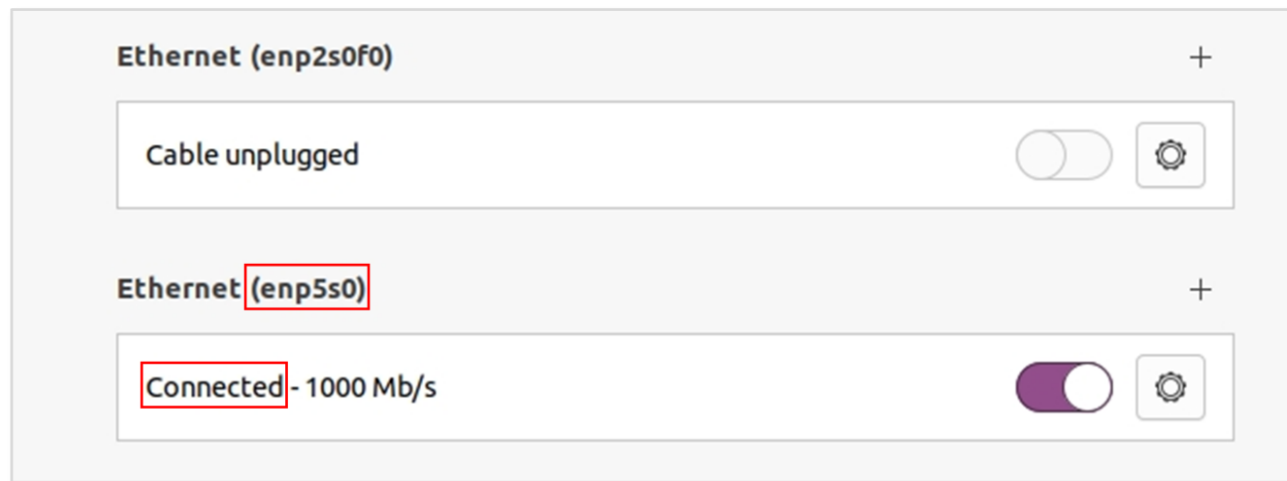 Ethernet (enp2s0f0)
Cable unplugged
Ethernet (enp5s0)
Connected - 1000 Mb/s